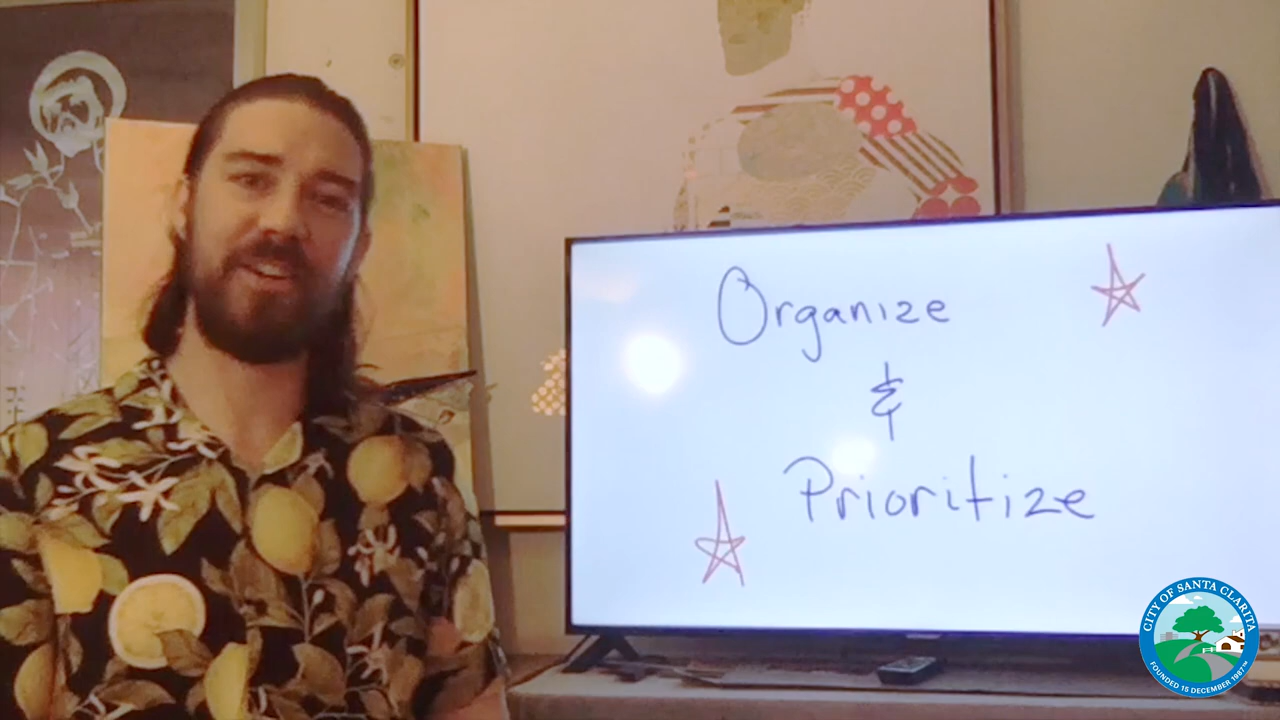 Organize
&
Prioritize
CITY OF SANTA CLARITA
FOUNDED 15 DECEMBER 1987